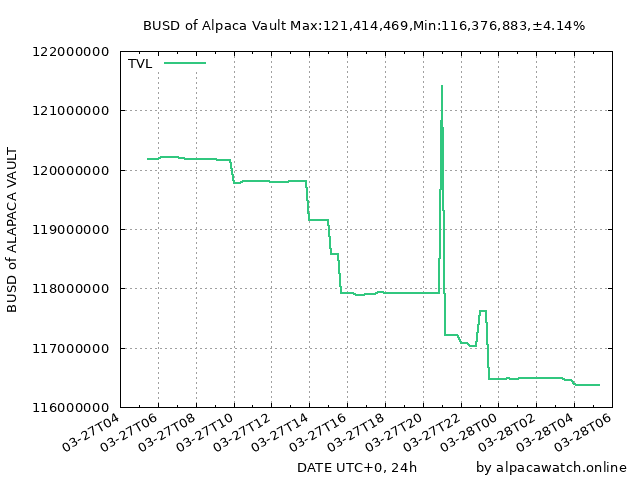 BUSD of Alpaca Vault Max:121,414,469,Min:116,376,883,±4.14%
TVL
122000000
121000000
120000000
119000000
118000000
117000000
116000000
BUSD of ALAPACA VAULT
03-27T04
03-27T06
03-27T08
03-27T10
03-27T12
03-27T14
03-27T16
03-27T18
03-27T20
03-27T22
03-28T00
03-28T02
03-28T04
03-28T06
DATE UTC+0, 24h
by alpacawatch.online